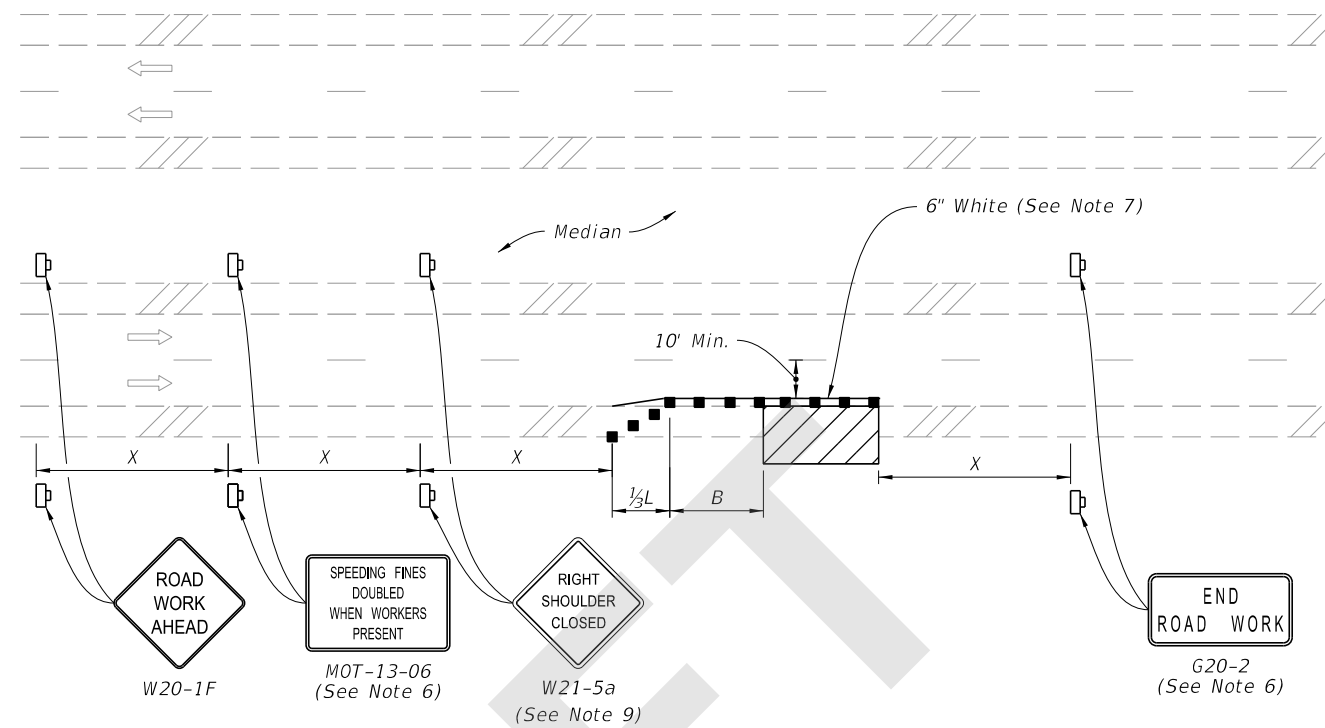 6" White (See Note 7)
Median
10' Min.
X
X
X
X
⅓L
B
ROAD
WORK
AHEAD
W20-1F
SPEEDING FINES
DOUBLED
WHEN WORKERS
PRESENT
MOT-13-06
(See Note 6)
RIGHT
SHOULDER
CLOSED
W21-5a
(See Note 9)
END
ROAD WORK
G20-2
(See Note 6)